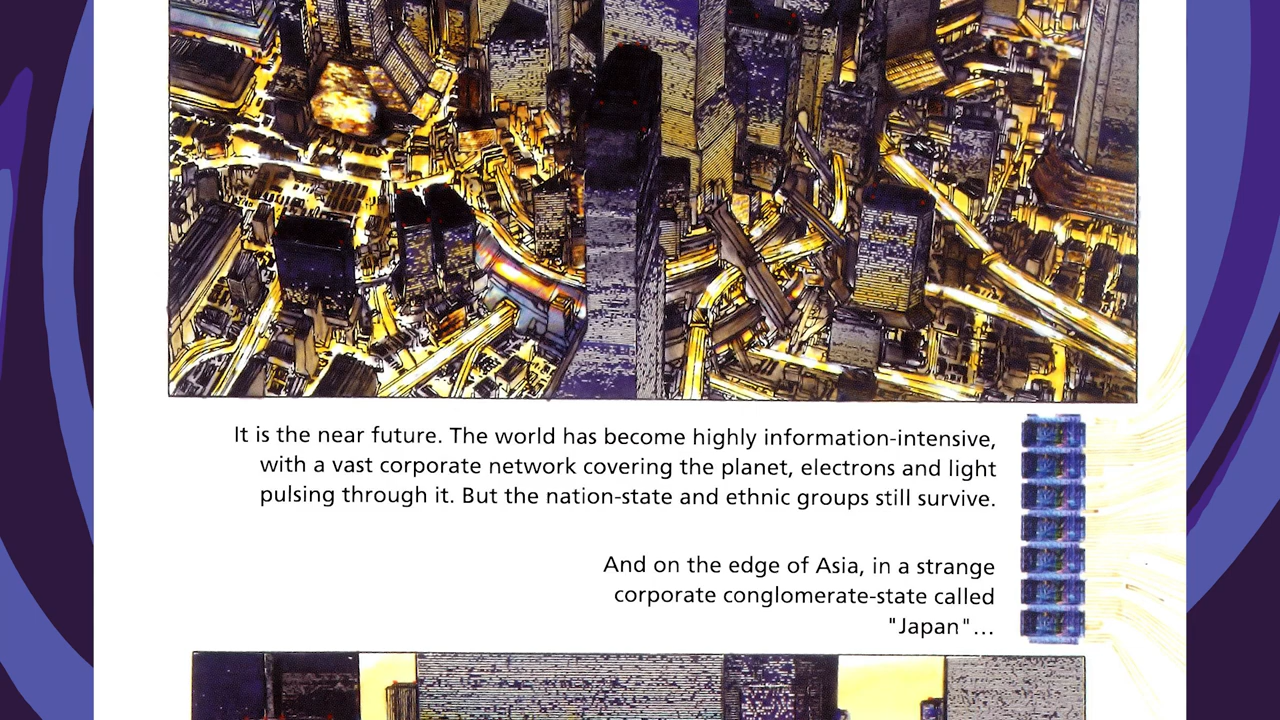 It is the near future. The world has become highly information-intensive,
with a vast corporate network covering the planet, electrons and light
pulsing through it. But the nation-state and ethnic groups still survive.
And on the edge of Asia, in a strange
corporate conglomerate-state called
"Japan"...